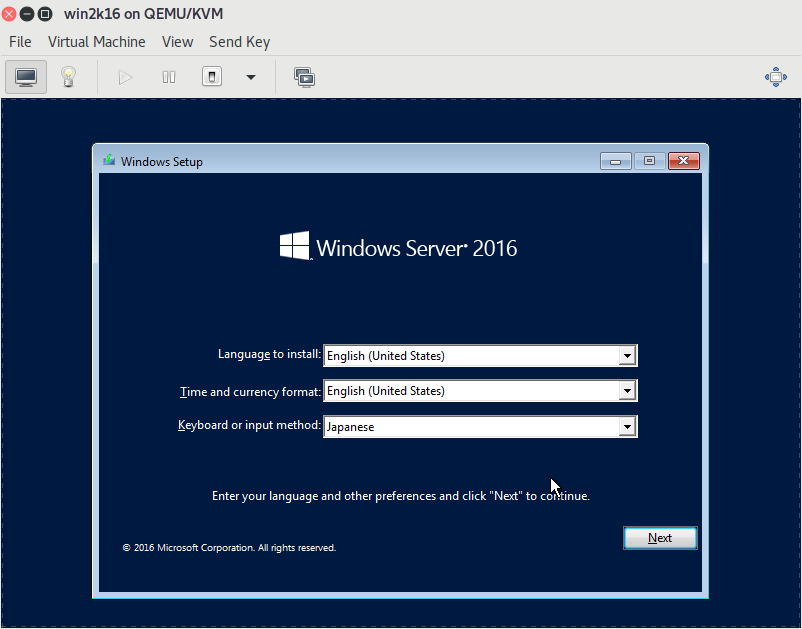 win2k16 on QEMU/KVM
File Virtual Machine View Send Key
Windows Setup
Windows Server 2016
Language to install: English (United States)
Time and currency format: English (United States)
Keyboard or input method: Japanese
Enter your language and other preferences and click "Next" to continue.
Next
© 2016 Microsoft Corporation. All rights reserved.